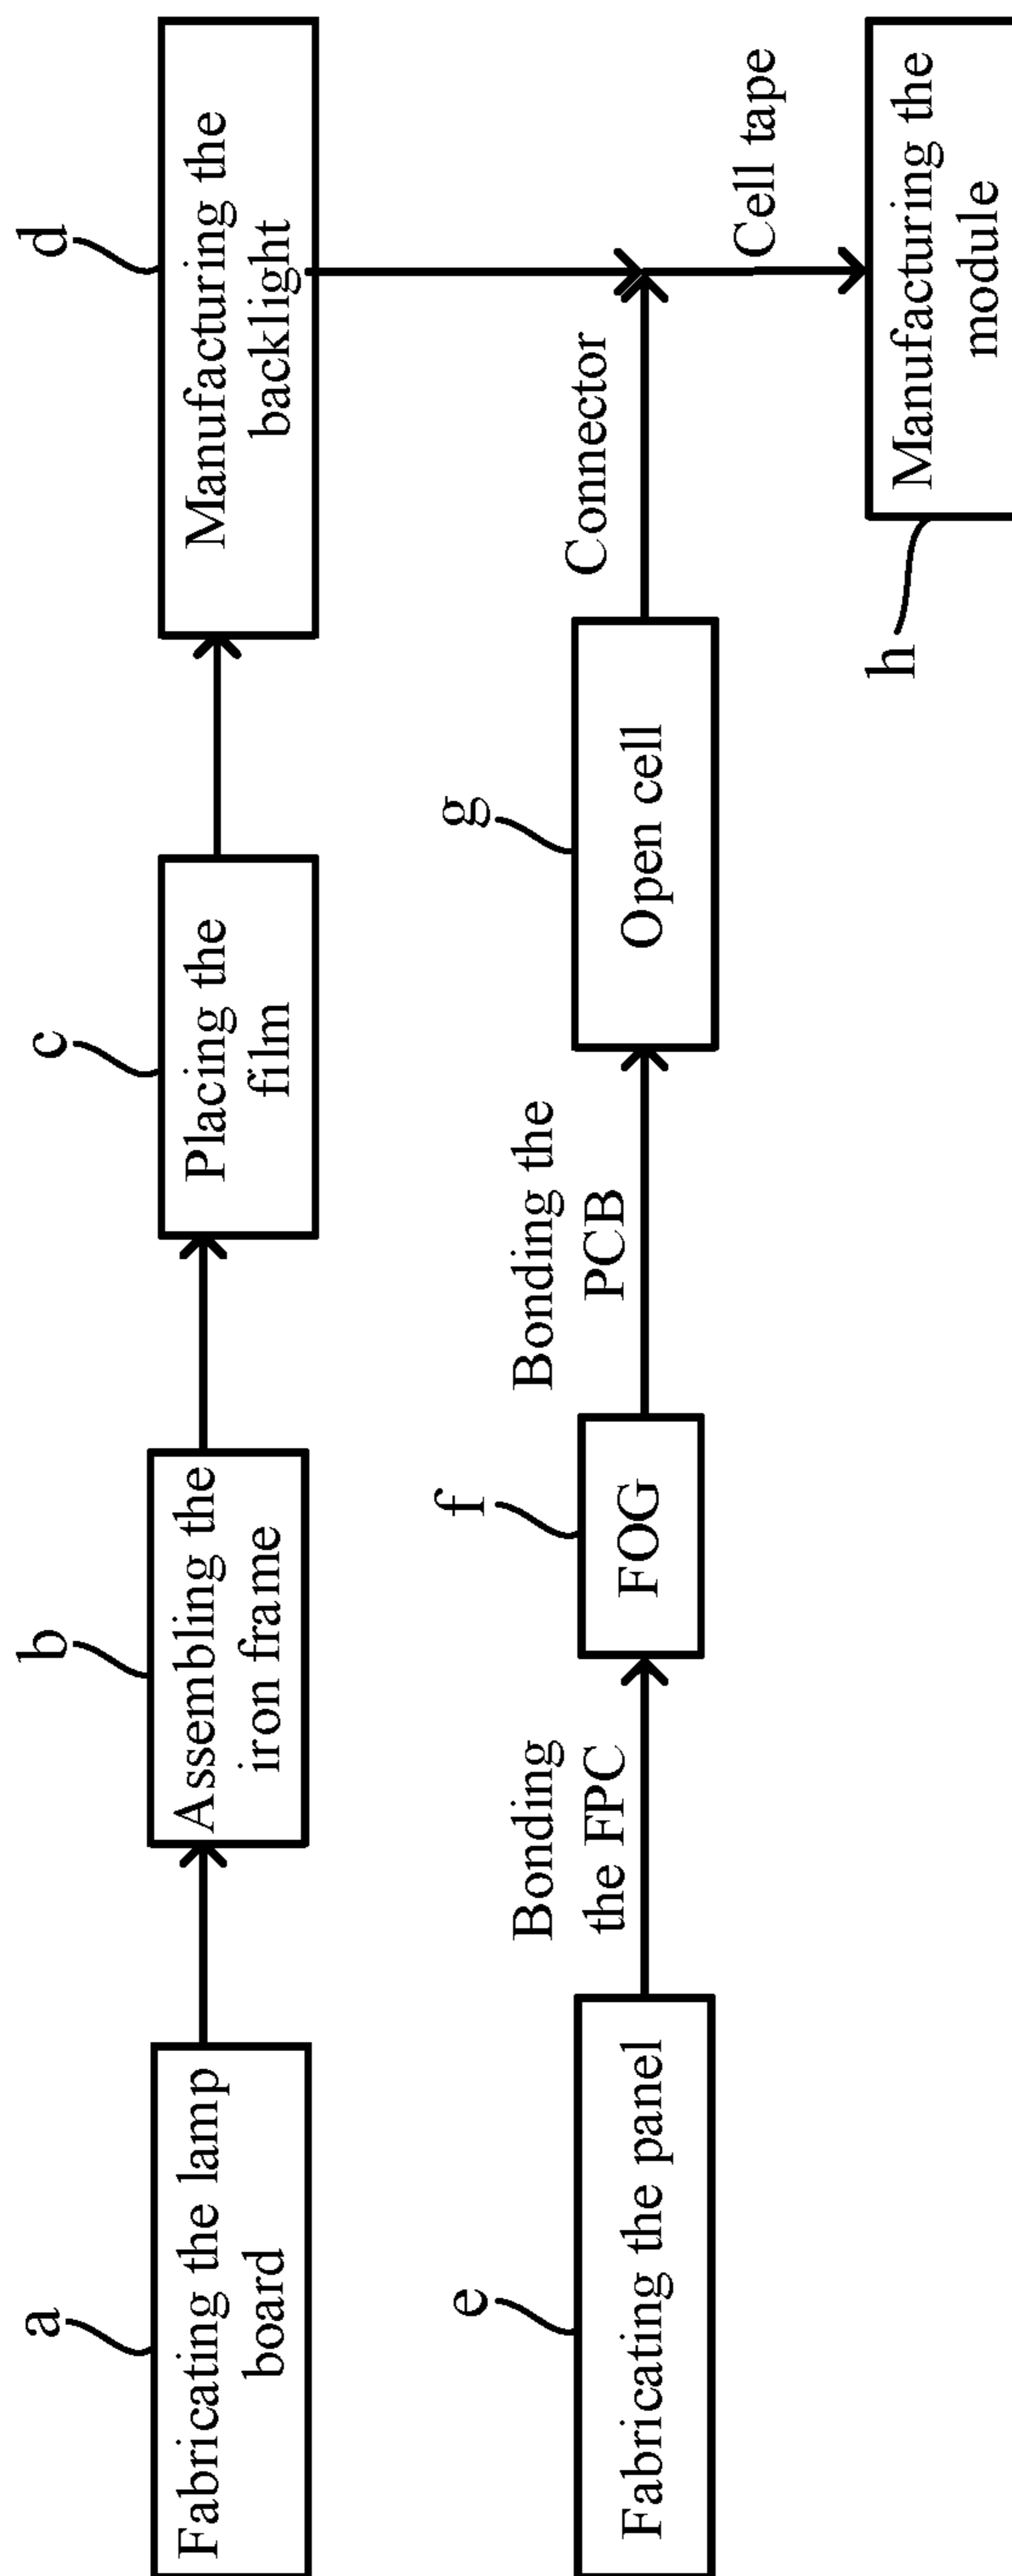 a
Fabricating the lamp
board
b
Assembling the
iron frame
c
Placing the
film
d
Manufacturing the
backlight
e
Fabricating the panel
Bonding
the FPC
f
FOG
Bonding the
PCB
g
Open cell
Connector
Cell tape
h
Manufacturing the
module